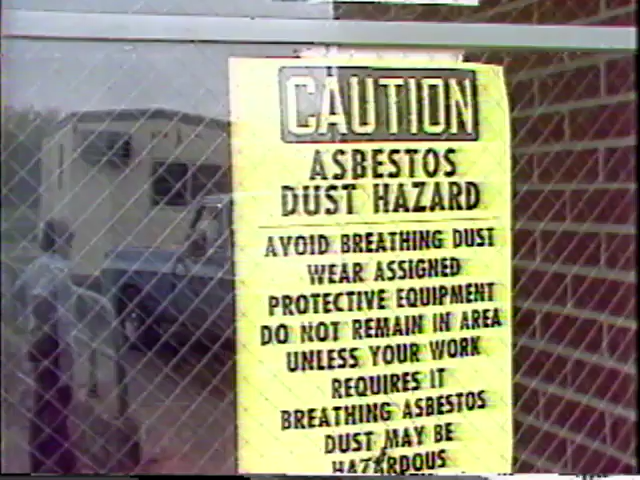 CAUTION
ASBESTOS
DUST HAZARD
AVOID BREATHING DUST
WEAR ASSIGNED
PROTECTIVE EQUIPMENT
DO NOT REMAIN IN AREA
UNLESS YOUR WORK
REQUIRES IT
BREATHING ASBESTOS
DUST MAY BE
HAZARDOUS